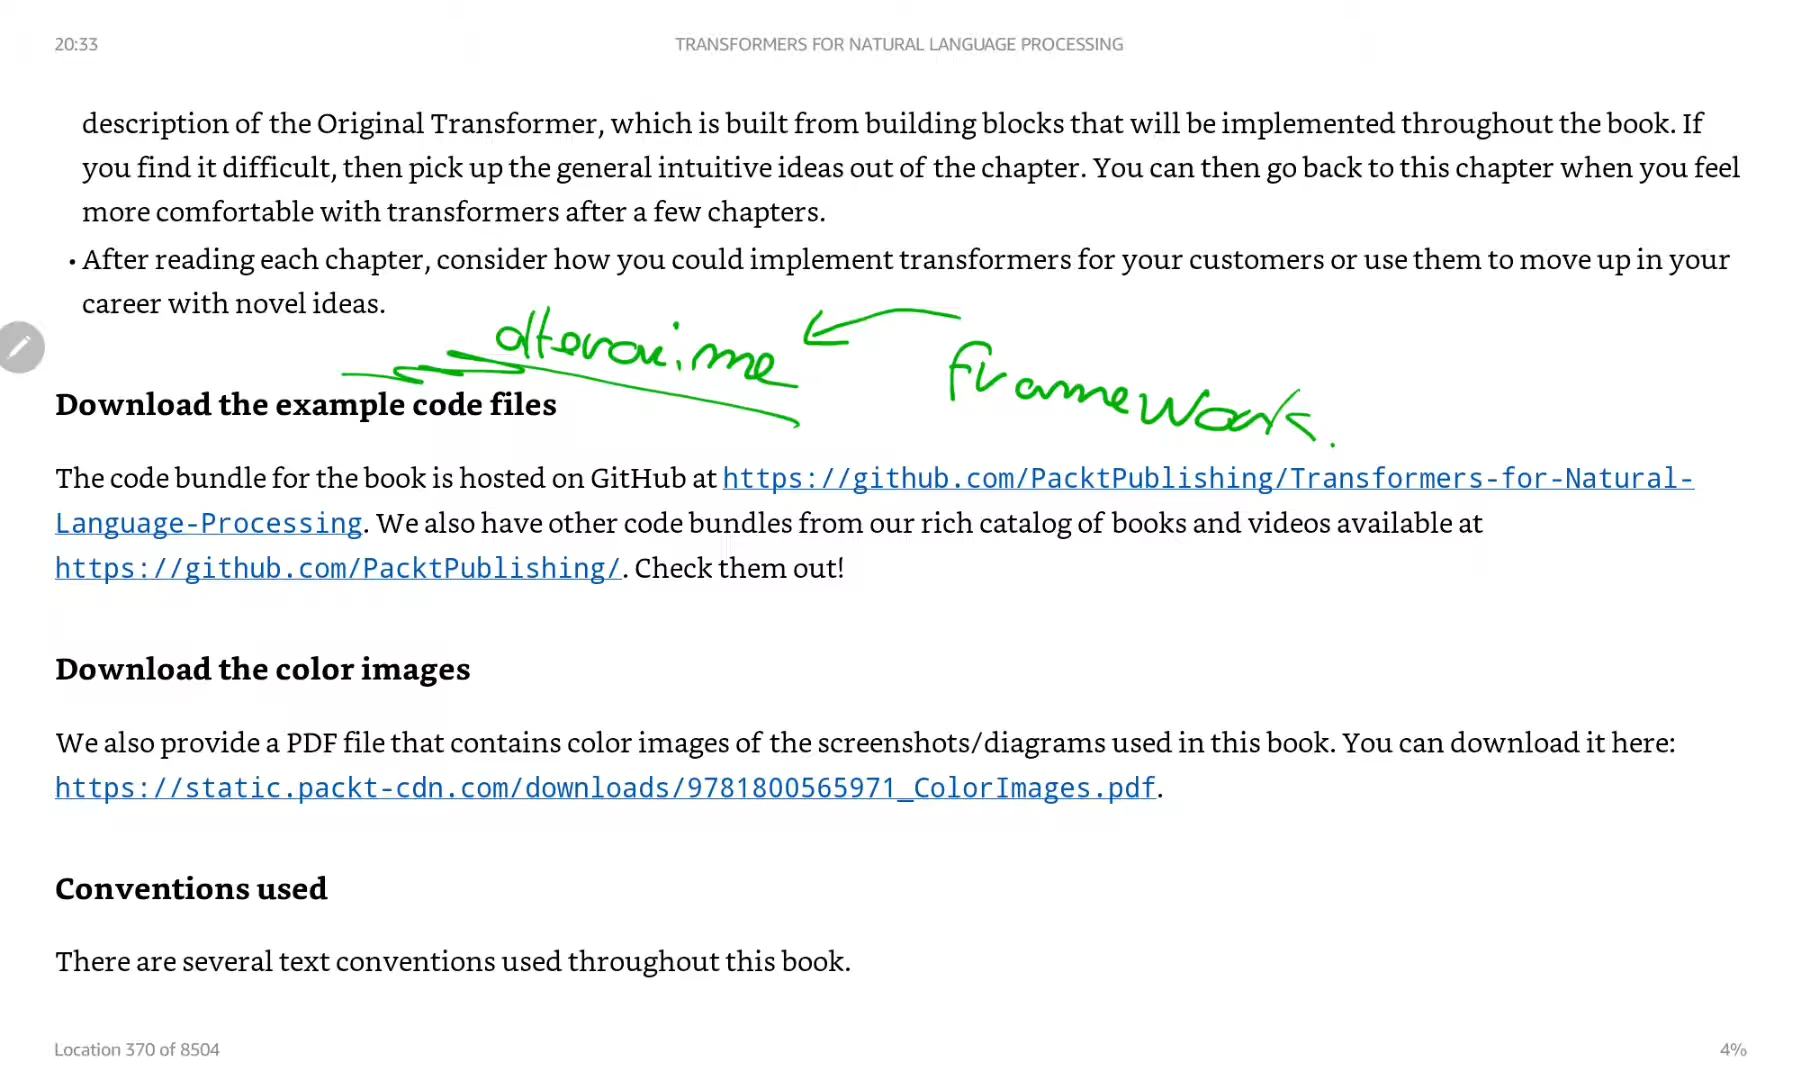 20:33
TRANSFORMERS FOR NATURAL LANGUAGE PROCESSING
description of the Original Transformer, which is built from building blocks that will be implemented throughout the book. If
you find it difficult, then pick up the general intuitive ideas out of the chapter. You can then go back to this chapter when you feel
more comfortable with transformers after a few chapters.
• After reading each chapter, consider how you could implement transformers for your customers or use them to move up in your
career with novel ideas.
framework.
Download the example code files
The code bundle for the book is hosted on GitHub at https://github.com/PacktPublishing/Transformers-for-Natural-
Language-Processing. We also have other code bundles from our rich catalog of books and videos available at
https://github.com/PacktPublishing/. Check them out!
Download the color images
We also provide a PDF file that contains color images of the screenshots/diagrams used in this book. You can download it here:
https://static.packt-cdn.com/downloads/9781800565971_ColorImages.pdf.
Conventions used
There are several text conventions used throughout this book.
Location 370 of 8504
4%